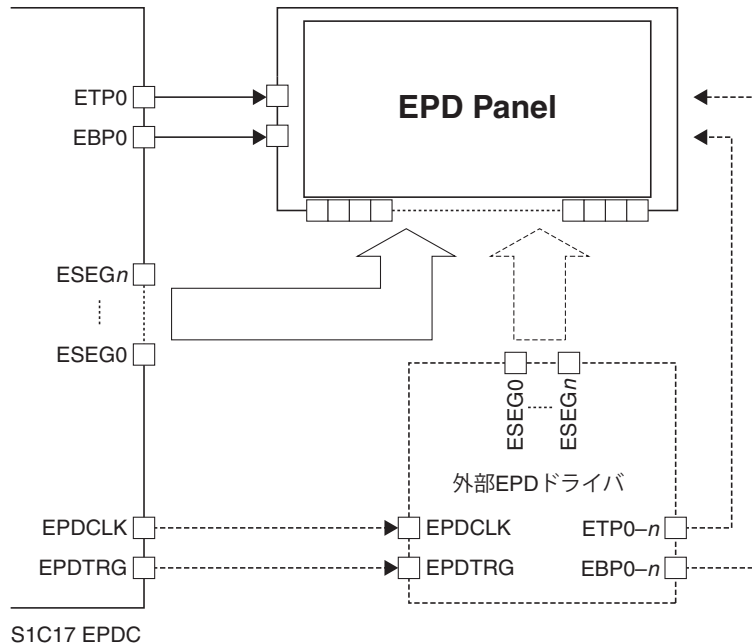 ETP0
EBP0
EPD Panel
ESEGn
ESEG0
ESEG0
ESEGn
外部EPDドライバ
EPDCLK
EPDTRG
EPDCLK
EPDTRG
ETP0–n
EBP0–n
S1C17 EPDC